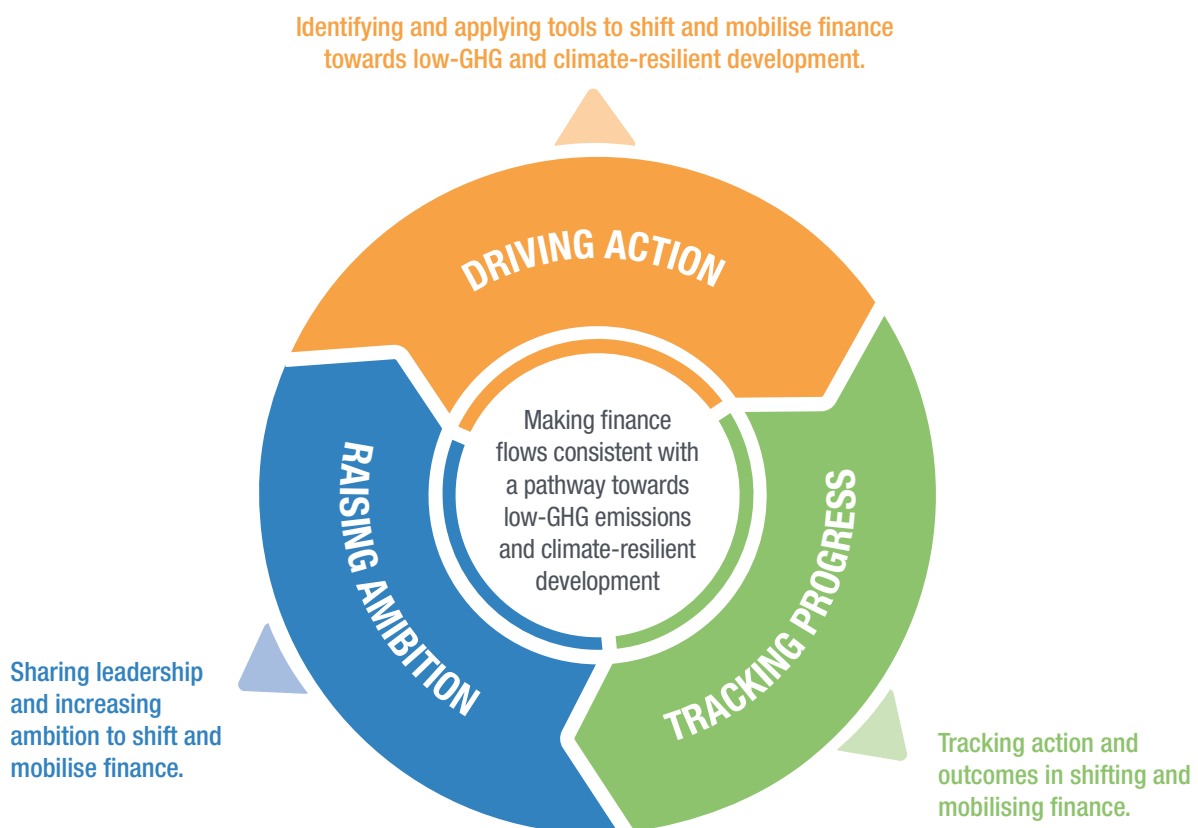 Identifying and applying tools to shift and mobilise finance
towards low-GHG and climate-resilient development.
DRIVING ACTION
Making finance
flows consistent with
a pathway towards
low-GHG emissions
and climate-resilient
development
RAISING AMIBITION
TRACKING PROGRESS
Sharing leadership
and increasing
ambition to shift and
mobilise finance.
Tracking action and
outcomes in shifting and
mobilising finance.